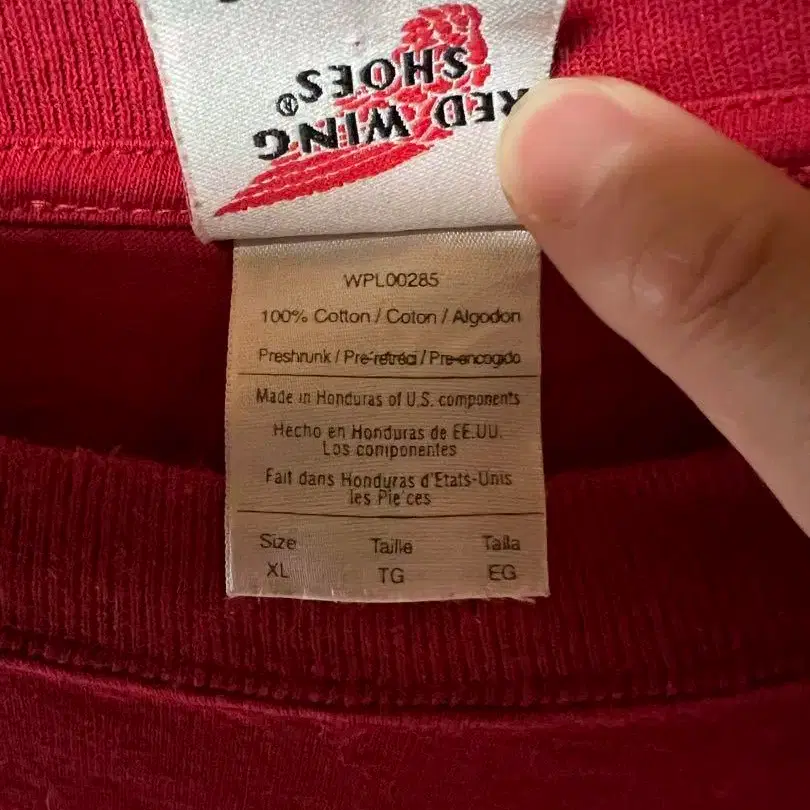 RED WING
SHOES®
WPL00285
100% Cotton / Coton / Algodon
Preshrunk / Pre-retréci / Pre-encogido
Made in Honduras of U.S. components
Hecho en Honduras de EE.UU.
Los componentes
Fait dans Honduras d'Etats-Unis
les Pie'ces
Size Taille Talla
XL TG EG